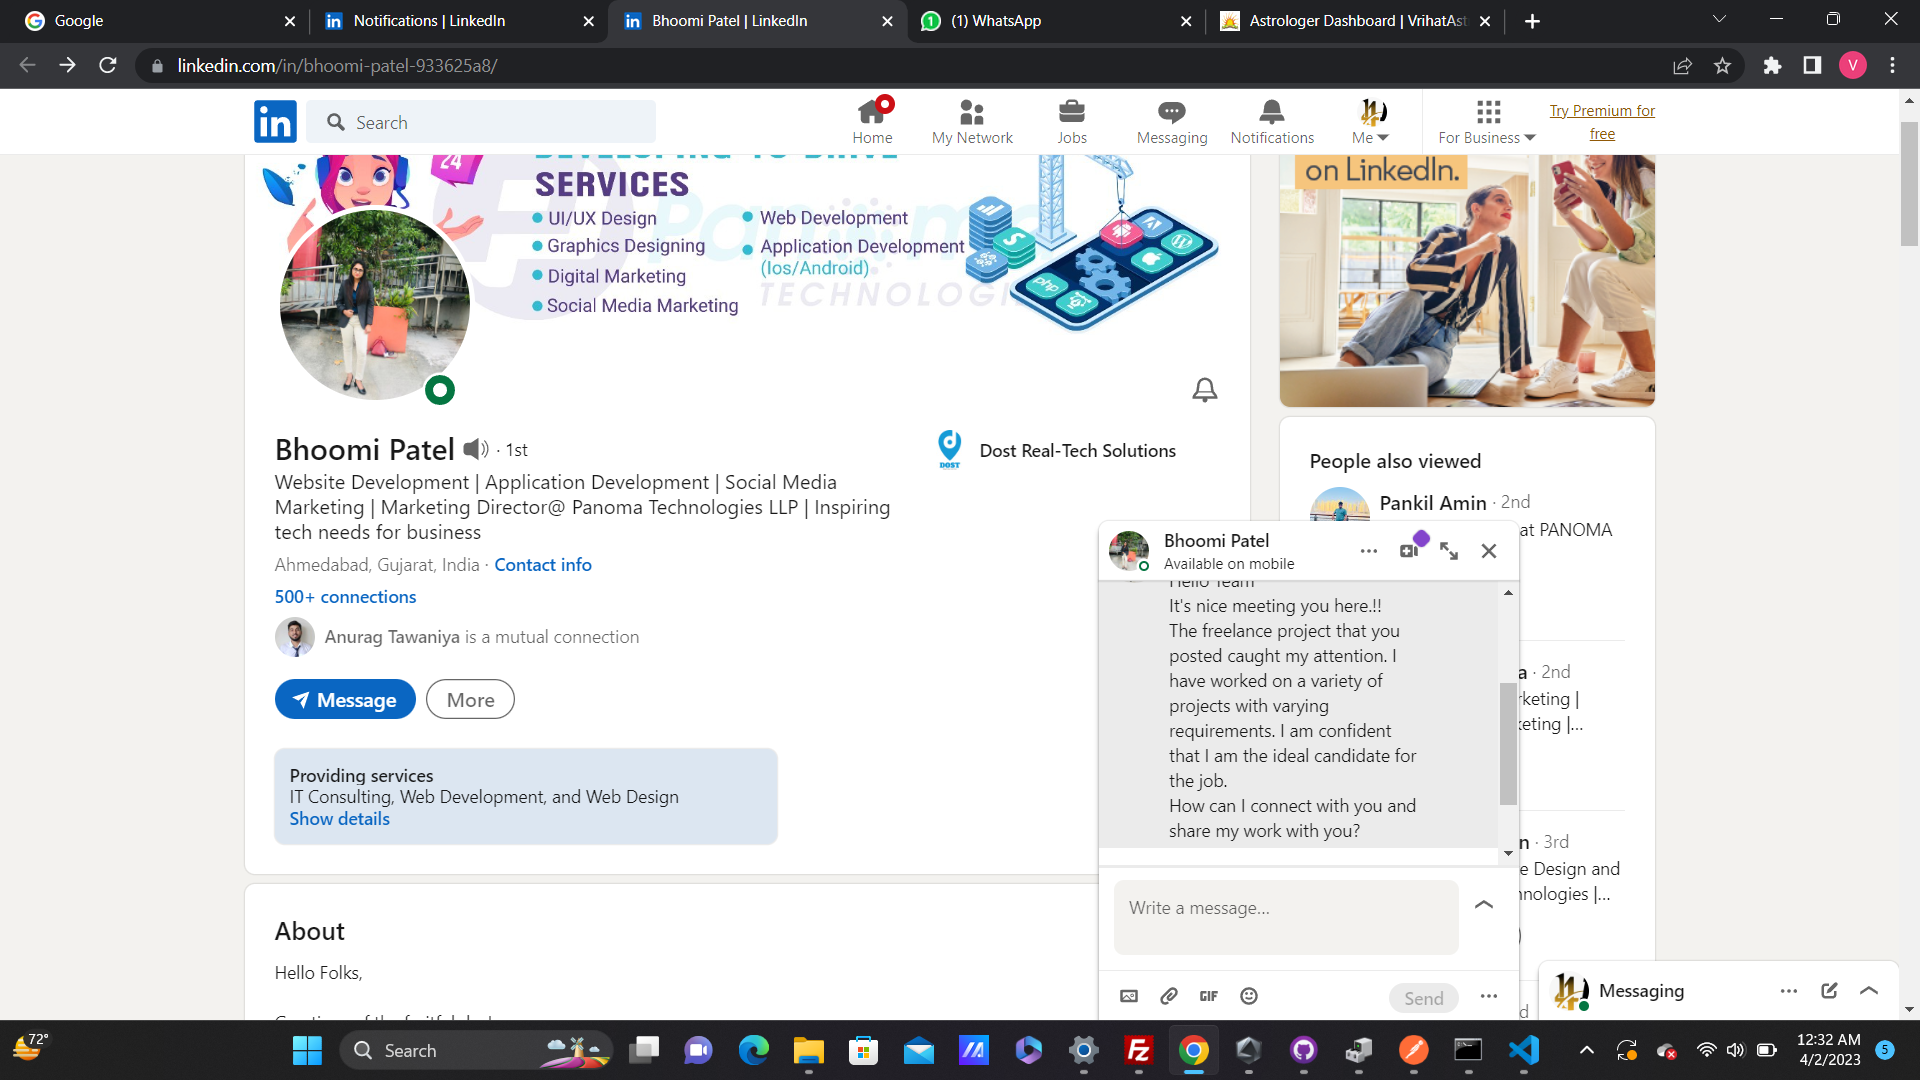 Google
Notifications | LinkedIn
Bhoomi Patel | LinkedIn
(1) WhatsApp
Astrologer Dashboard | VrihatAst
linkedin.com/in/bhoomi-patel-933625a8/
V
in
Search
Home
My Network
Jobs
Messaging
Notifications
Me
For Business
Try Premium for
free
24
SERVICES
UI/UX Design
Graphics Designing
Digital Marketing
Social Media Marketing
Web Development
Application Development
(Ios/Android)
TECHNOLOGI
php
on LinkedIn.
Bhoomi Patel · 1st
Website Development | Application Development | Social Media
Marketing | Marketing Director@ Panoma Technologies LLP | Inspiring
tech needs for business
Ahmedabad, Gujarat, India · Contact info
500+ connections
Anurag Tawaniya is a mutual connection
Message
More
Providing services
IT Consulting, Web Development, and Web Design
Show details
DOST
Dost Real-Tech Solutions
About
Hello Folks,
People also viewed
Pankil Amin · 2nd
at PANOMA
a · 2nd
rketing |
keting |...
n · 3rd
e Design and
hnologies |...
Bhoomi Patel
Available on mobile
Hello Team
It's nice meeting you here.!!
The freelance project that you
posted caught my attention. I
have worked on a variety of
projects with varying
requirements. I am confident
that I am the ideal candidate for
the job.
How can I connect with you and
share my work with you?
Write a message...
GIF
Send
Messaging
72°
Search
12:32 AM
4/2/2023
5